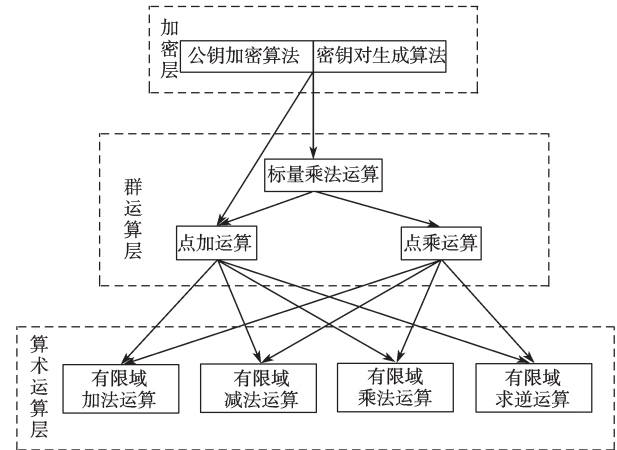 加密层
公钥加密算法
密钥对生成算法
群运算层
标量乘法运算
点加运算
点乘运算
算术运算层
有限域
加法运算
有限域
减法运算
有限域
乘法运算
有限域
求逆运算